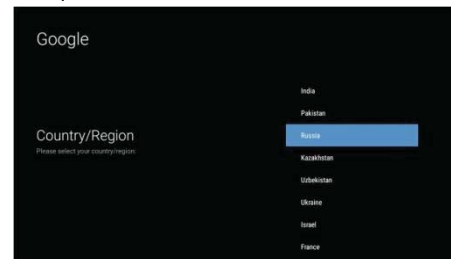 Google
Country/Region
Please select your country/region:
India
Pakistan
Russia
Kazakhstan
Uzbekistan
Ukraine
Israel
France